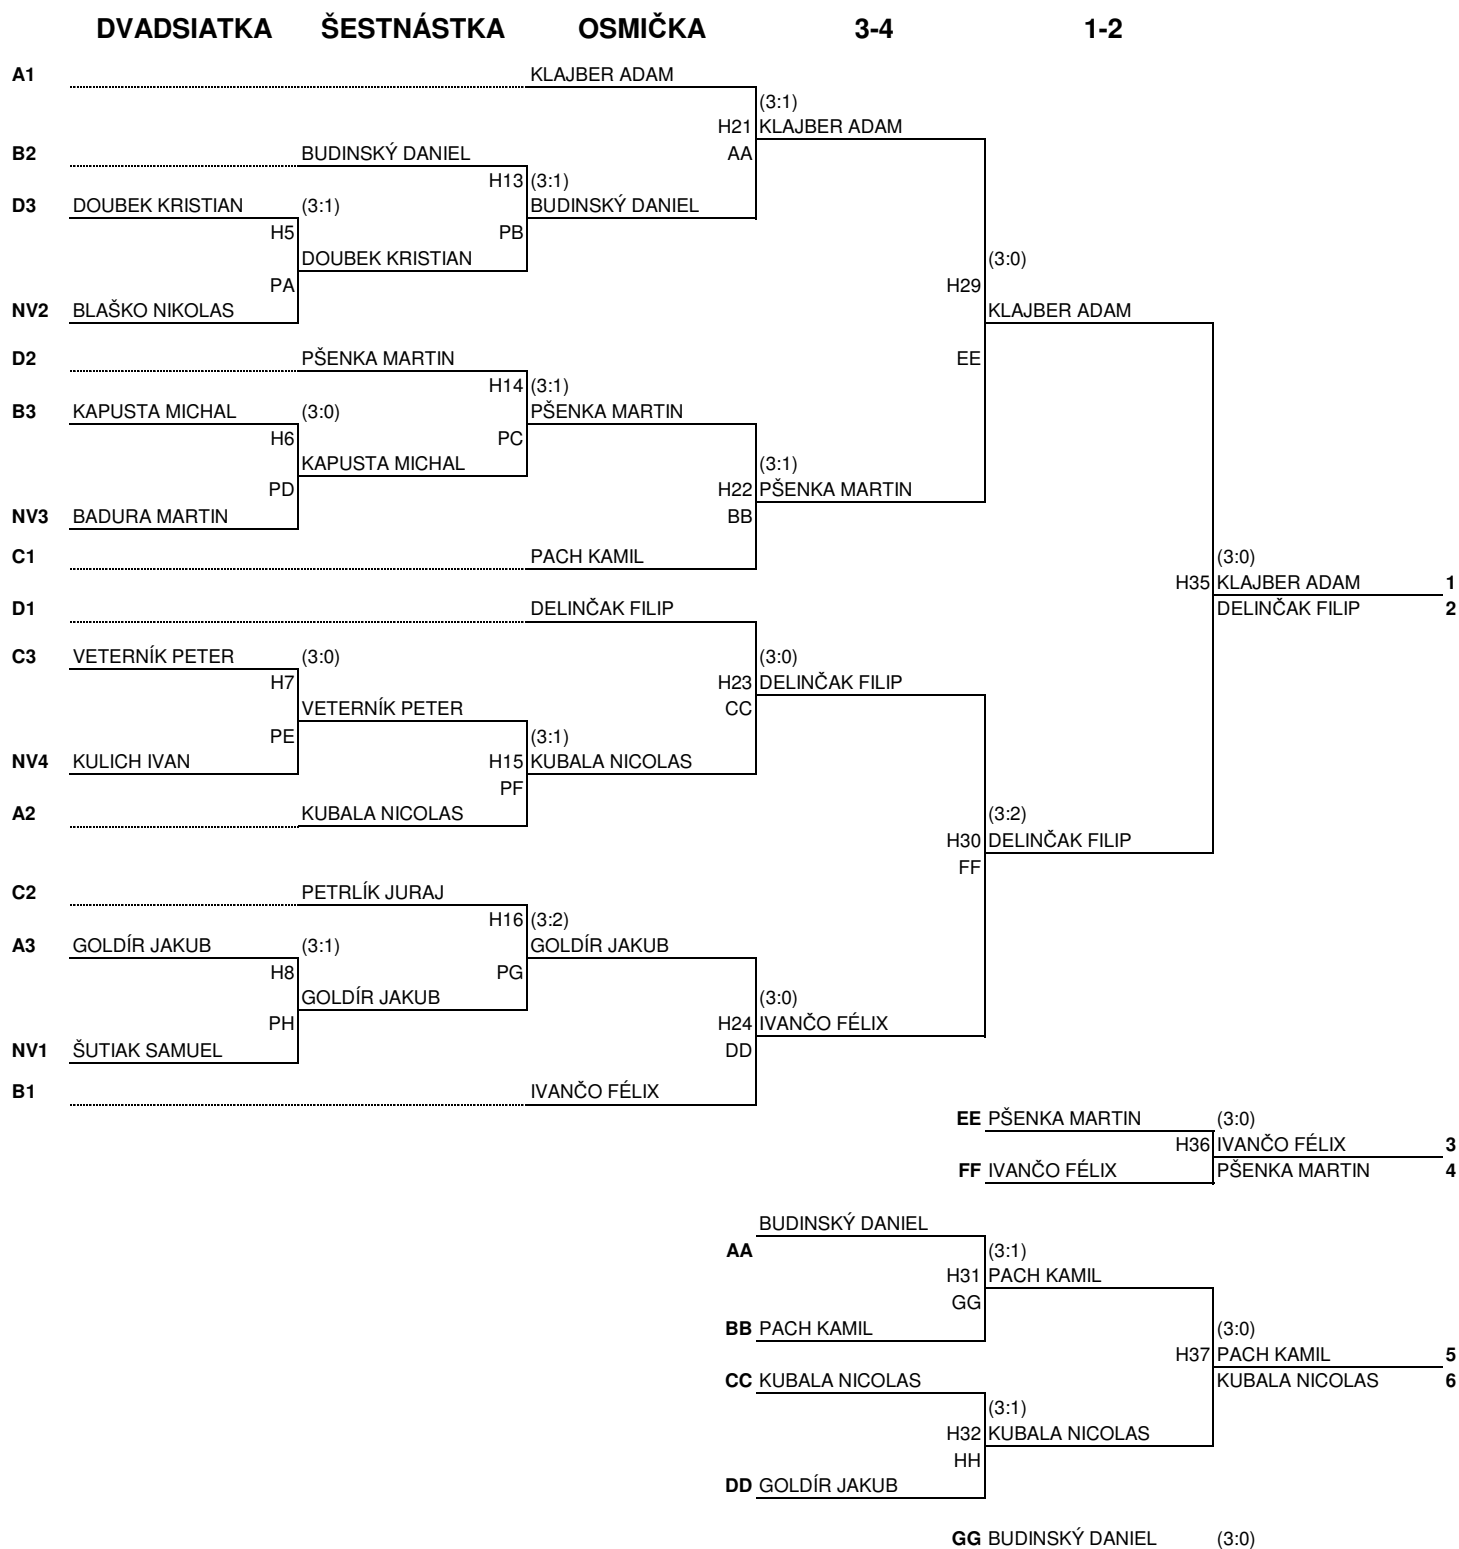 DVADSIATKA ŠESTNÁSTKA OSMIČKA 3-4 1-2
A1 KLAJBER ADAM
(3:1)
H21 KLAJBER ADAM
B2 BUDINSKÝ DANIEL AA
H13 (3:1)
D3 DOUBEK KRISTIAN (3:1) BUDINSKÝ DANIEL
H5 PB
DOUBEK KRISTIAN (3:0)
PA H29
NV2 BLAŠKO NIKOLAS KLAJBER ADAM
D2 PŠENKA MARTIN EE
H14 (3:1)
B3 KAPUSTA MICHAL (3:0) PŠENKA MARTIN
H6 PC
KAPUSTA MICHAL (3:1)
PD H22 PŠENKA MARTIN
NV3 BADURA MARTIN BB
C1 PACH KAMIL (3:0)
H35 KLAJBER ADAM 1
D1 DELINČAK FILIP DELINČAK FILIP 2
C3 VETERNÍK PETER (3:0) (3:0)
H7 H23 DELINČAK FILIP
VETERNÍK PETER CC
PE (3:1)
NV4 KULICH IVAN H15 KUBALA NICOLAS
PF
A2 KUBALA NICOLAS (3:2)
H30 DELINČAK FILIP
FF
C2 PETRLÍK JURAJ
H16 (3:2)
A3 GOLDÍR JAKUB (3:1) GOLDÍR JAKUB
H8 PG
GOLDÍR JAKUB (3:0)
PH H24 IVANČO FÉLIX
NV1 ŠUTIAK SAMUEL DD
B1 IVANČO FÉLIX
EE PŠENKA MARTIN (3:0)
H36 IVANČO FÉLIX 3
FF IVANČO FÉLIX PŠENKA MARTIN 4
BUDINSKÝ DANIEL
AA (3:1)
H31 PACH KAMIL
GG
BB PACH KAMIL (3:0)
H37 PACH KAMIL 5
CC KUBALA NICOLAS KUBALA NICOLAS 6
(3:1)
H32 KUBALA NICOLAS
HH
DD GOLDÍR JAKUB
GG BUDINSKÝ DANIEL (3:0)